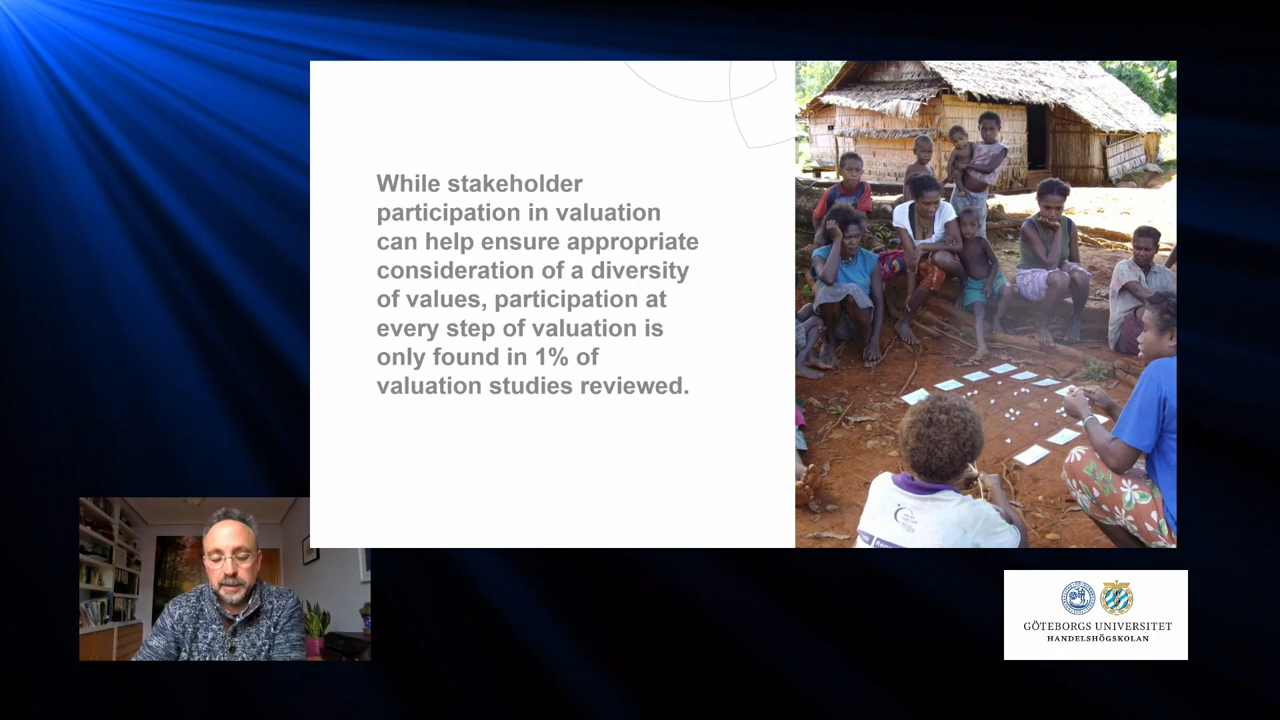 While stakeholder
participation in valuation
can help ensure appropriate
consideration of a diversity
of values, participation at
every step of valuation is
only found in 1% of
valuation studies reviewed.
GÖTEBORGS UNIVERSITET
HANDELSHÖGSKOLAN